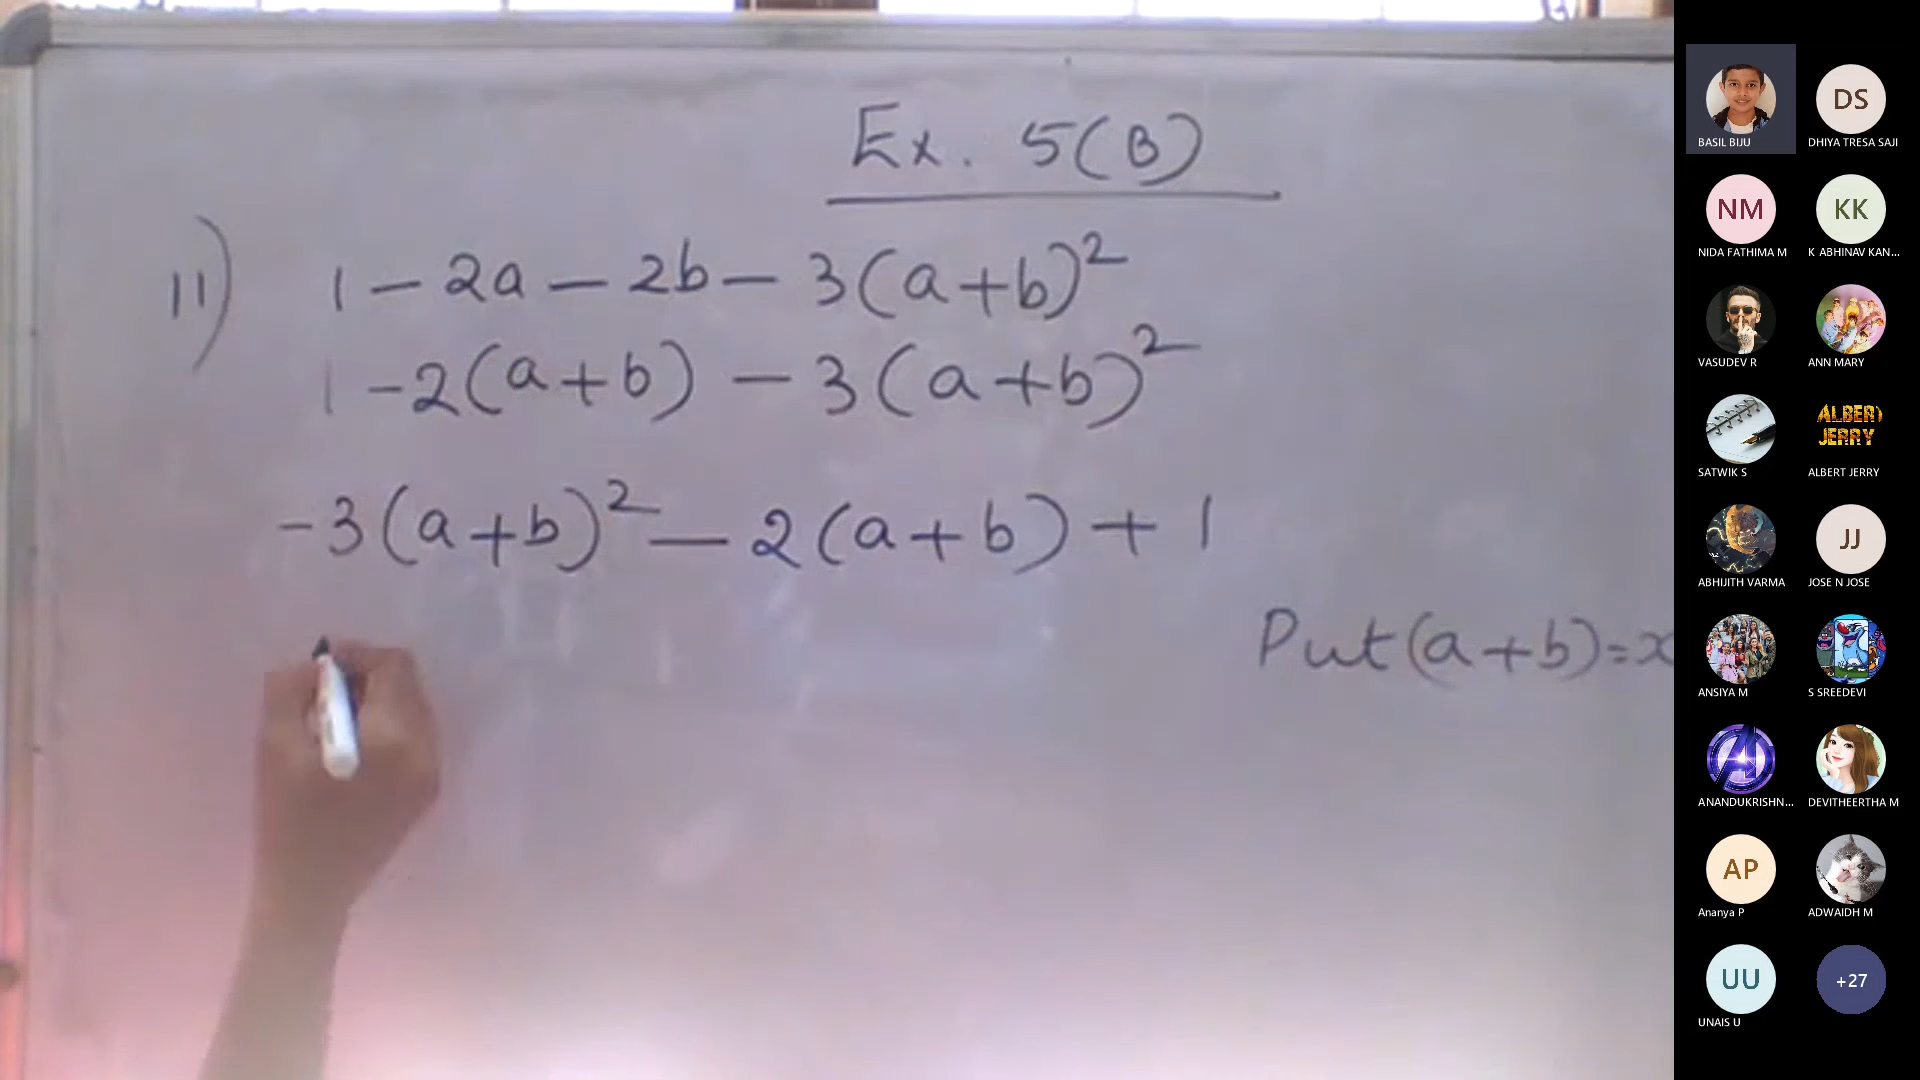 Ex. 5(B)
11) 1 - 2a - 2b - 3(a+b)²
1 - 2(a+b) - 3(a+b)²
-3(a+b)² - 2(a+b) + 1
Put (a+b)=x
BASIL BIJU
DS
DHIYA TRESA SAJI
NM
NIDA FATHIMA M
KK
K ABHINAV KAN...
VASUDEV R
ANN MARY
SATWIK S
ALBERT
JERRY
ALBERT JERRY
ABHIJITH VARMA
JJ
JOSE N JOSE
ANSIYA M
S SREEDEVI
ANANDUKRISHN...
DEVITHEERTHA M
AP
Ananya P
ADWAIDH M
UU
UNAIS U
+27